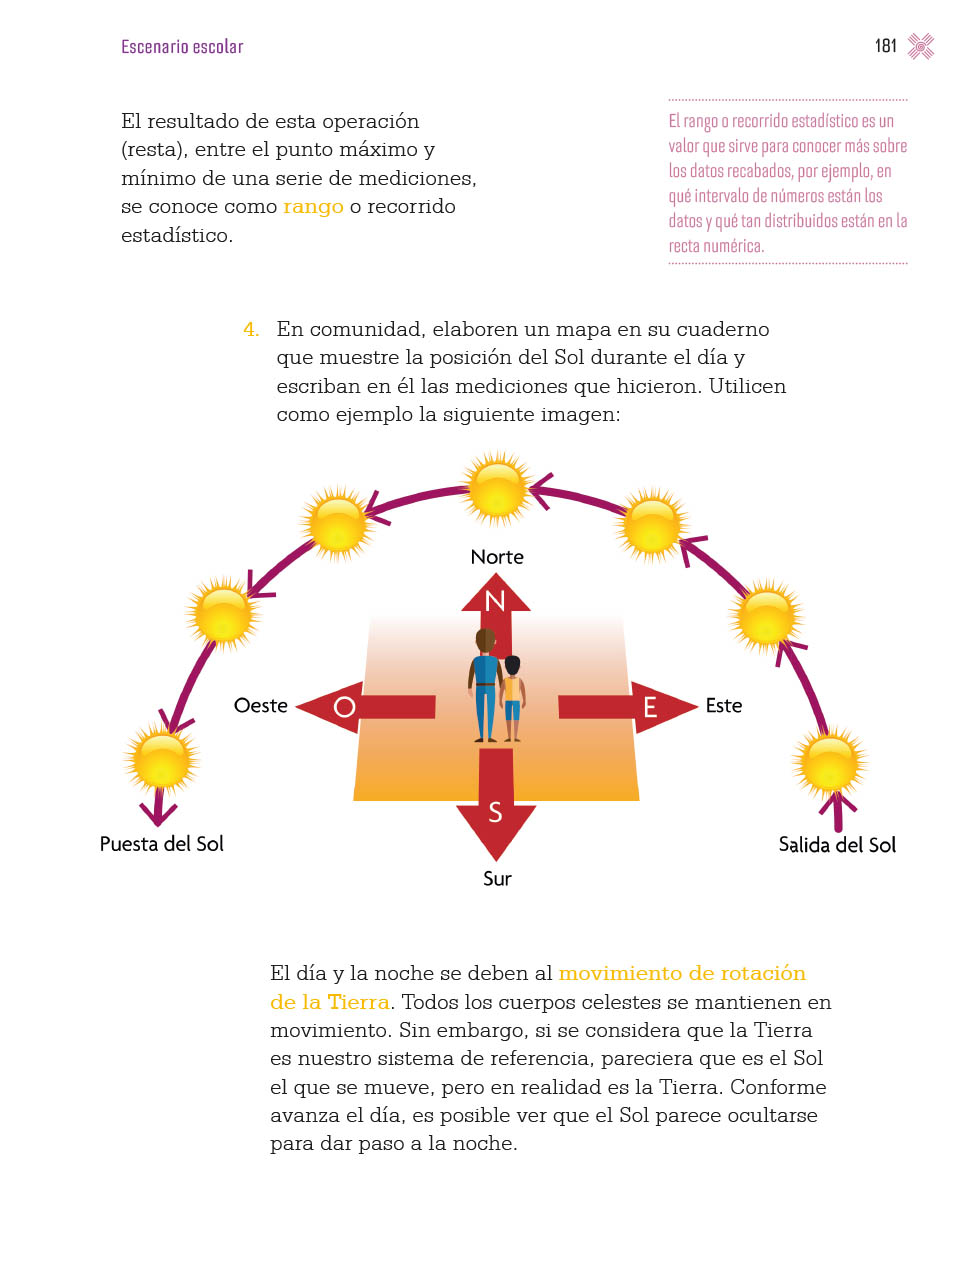 Escenario escolar
181
El resultado de esta operación
(resta), entre el punto máximo y
mínimo de una serie de mediciones,
se conoce como rango o recorrido
estadístico.
El rango o recorrido estadístico es un
valor que sirve para conocer más sobre
los datos recabados, por ejemplo, en
qué intervalo de números están los
datos y qué tan distribuidos están en la
recta numérica.
4. En comunidad, elaboren un mapa en su cuaderno
que muestre la posición del Sol durante el día y
escriban en él las mediciones que hicieron. Utilicen
como ejemplo la siguiente imagen:
Norte
N
Oeste
O
E
Este
S
Sur
Puesta del Sol
Salida del Sol
El día y la noche se deben al movimiento de rotación
de la Tierra. Todos los cuerpos celestes se mantienen en
movimiento. Sin embargo, si se considera que la Tierra
es nuestro sistema de referencia, pareciera que es el Sol
el que se mueve, pero en realidad es la Tierra. Conforme
avanza el día, es posible ver que el Sol parece ocultarse
para dar paso a la noche.